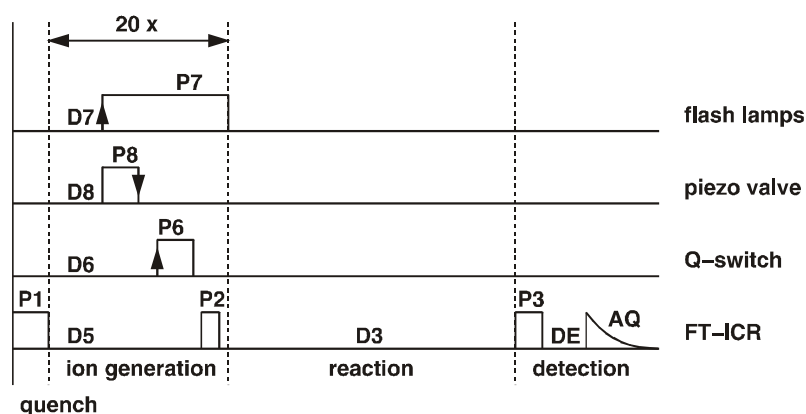 20 x
P7
D7
flash lamps
P8
D8
piezo valve
P6
D6
Q–switch
P1
P2
P3
D5
D3
DE
AQ
FT–ICR
ion generation
reaction
detection
quench